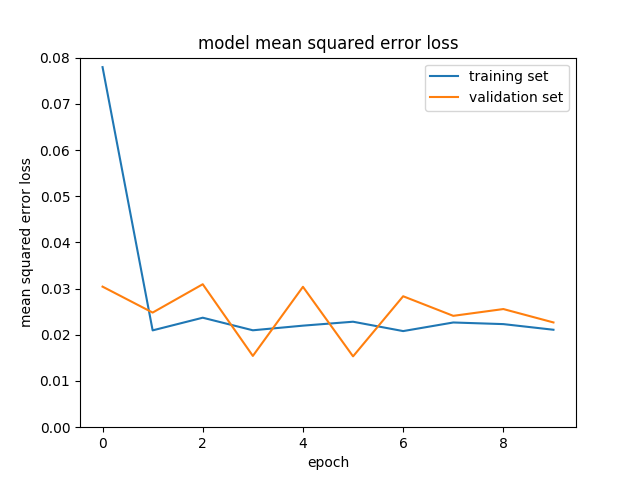 model mean squared error loss
training set
validation set
mean squared error loss
0.08
0.07
0.06
0.05
0.04
0.03
0.02
0.01
0.00
0 2 4 6 8
epoch